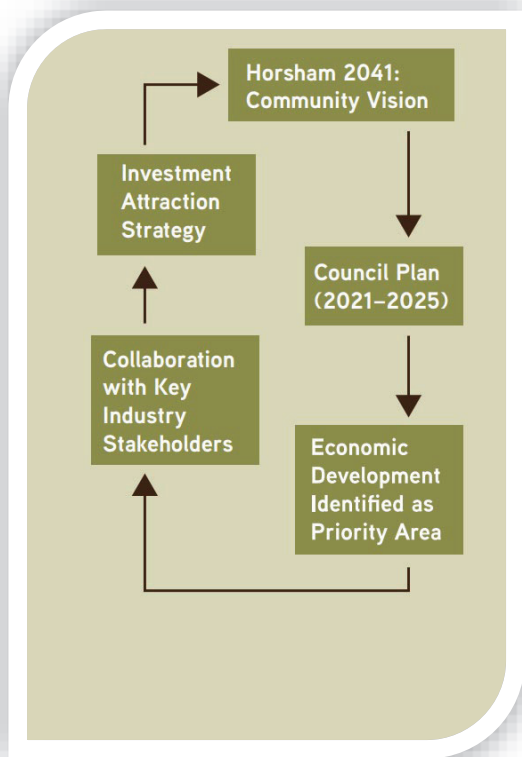 Horsham 2041:
Community Vision
Investment
Attraction
Strategy
Council Plan
(2021–2025)
Collaboration
with Key
Industry
Stakeholders
Economic
Development
Identified as
Priority Area